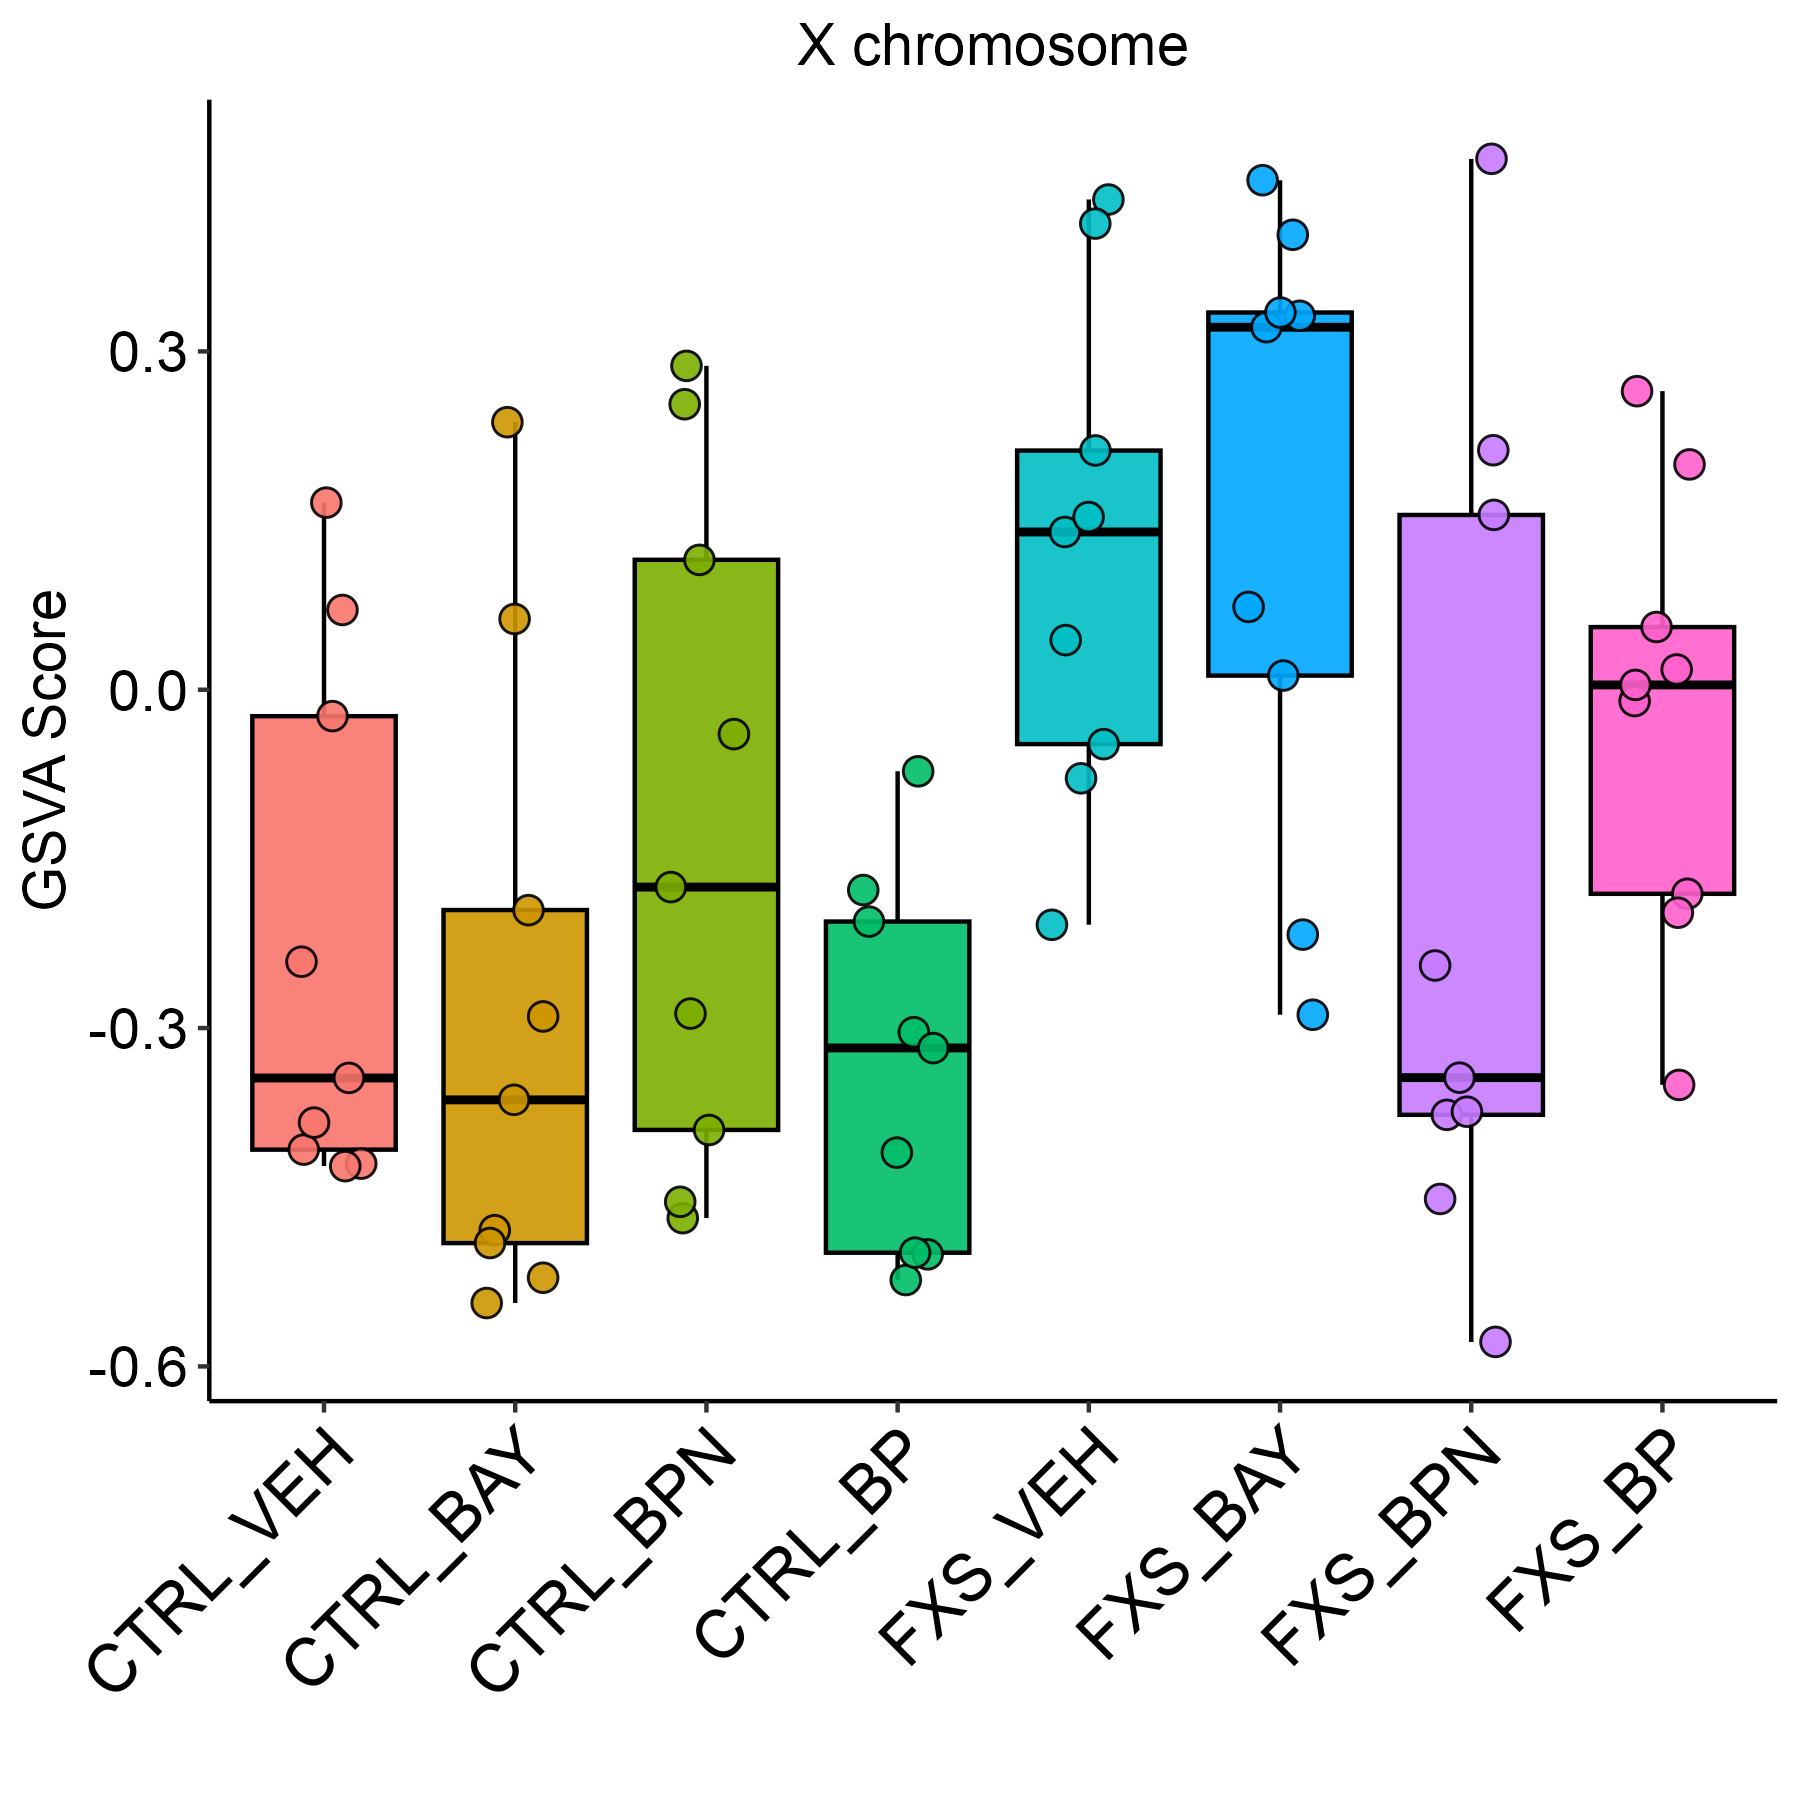 X chromosome
GSVA Score
0.3
0.0
-0.3
-0.6
CTRL_VEH
CTRL_BAY
CTRL_BPN
CTRL_BP
FXS_VEH
FXS_BAY
FXS_BPN
FXS_BP